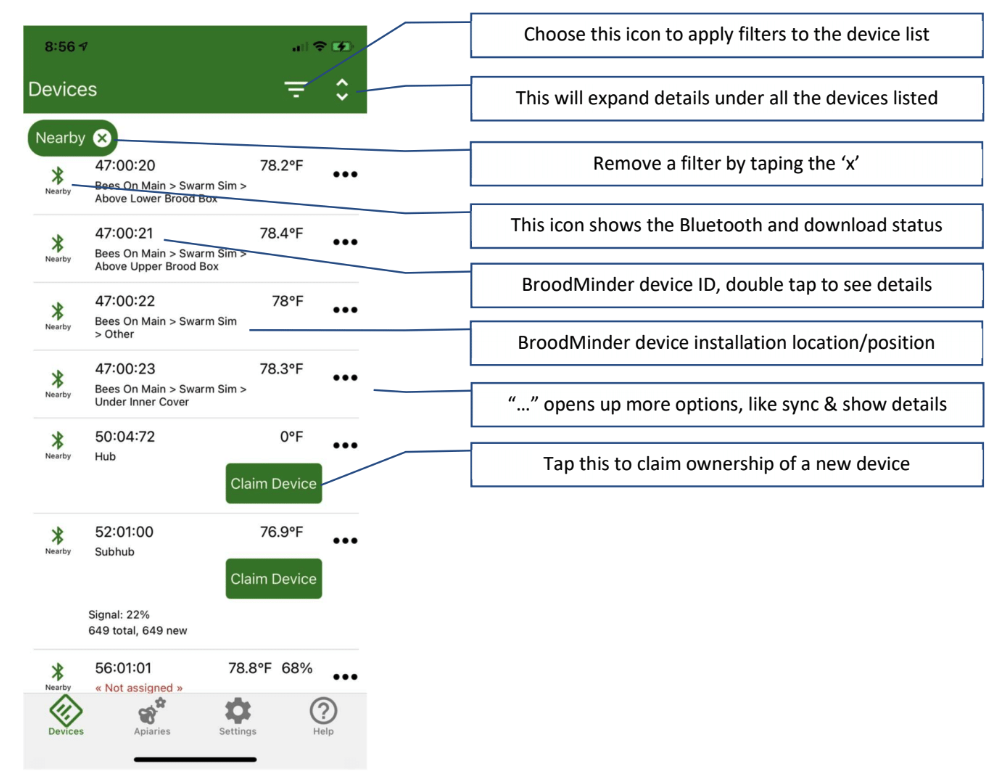 8:56
Devices
Nearby
47:00:20 78.2°F
Nearby
Bees On Main > Swarm Sim >
Above Lower Brood Box
47:00:21 78.4°F
Nearby
Bees On Main > Swarm Sim >
Above Upper Brood Box
47:00:22 78°F
Nearby
Bees On Main > Swarm Sim
> Other
47:00:23 78.3°F
Nearby
Bees On Main > Swarm Sim >
Under Inner Cover
50:04:72 0°F
Nearby
Hub
Claim Device
52:01:00 76.9°F
Nearby
Subhub
Claim Device
Signal: 22%
649 total, 649 new
56:01:01 78.8°F 68%
Nearby
« Not assigned »
Devices Apiaries Settings Help
Choose this icon to apply filters to the device list
This will expand details under all the devices listed
Remove a filter by taping the ‘x’
This icon shows the Bluetooth and download status
BroodMinder device ID, double tap to see details
BroodMinder device installation location/position
“…” opens up more options, like sync & show details
Tap this to claim ownership of a new device